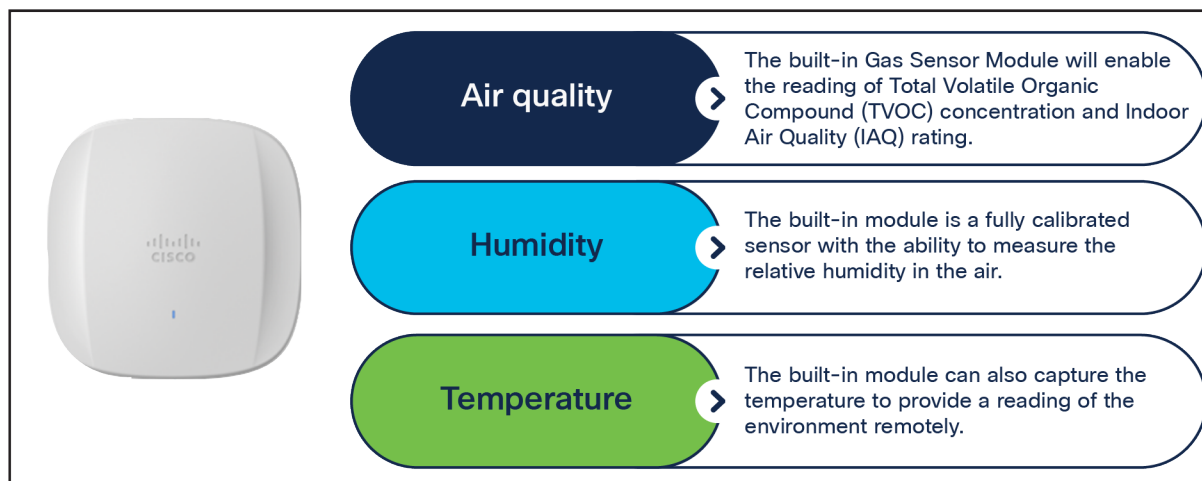 CISCO
Air quality
The built-in Gas Sensor Module will enable
the reading of Total Volatile Organic
Compound (TVOC) concentration and Indoor
Air Quality (IAQ) rating.
Humidity
The built-in module is a fully calibrated
sensor with the ability to measure the
relative humidity in the air.
Temperature
The built-in module can also capture the
temperature to provide a reading of the
environment remotely.